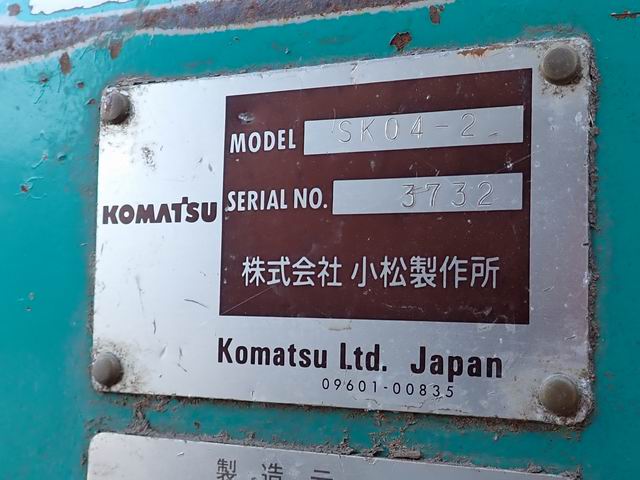 MODEL SK04-2
KOMATSU
SERIAL NO. 3732
株式会社 小松製作所
Komatsu Ltd. Japan
09601-00835
製造元